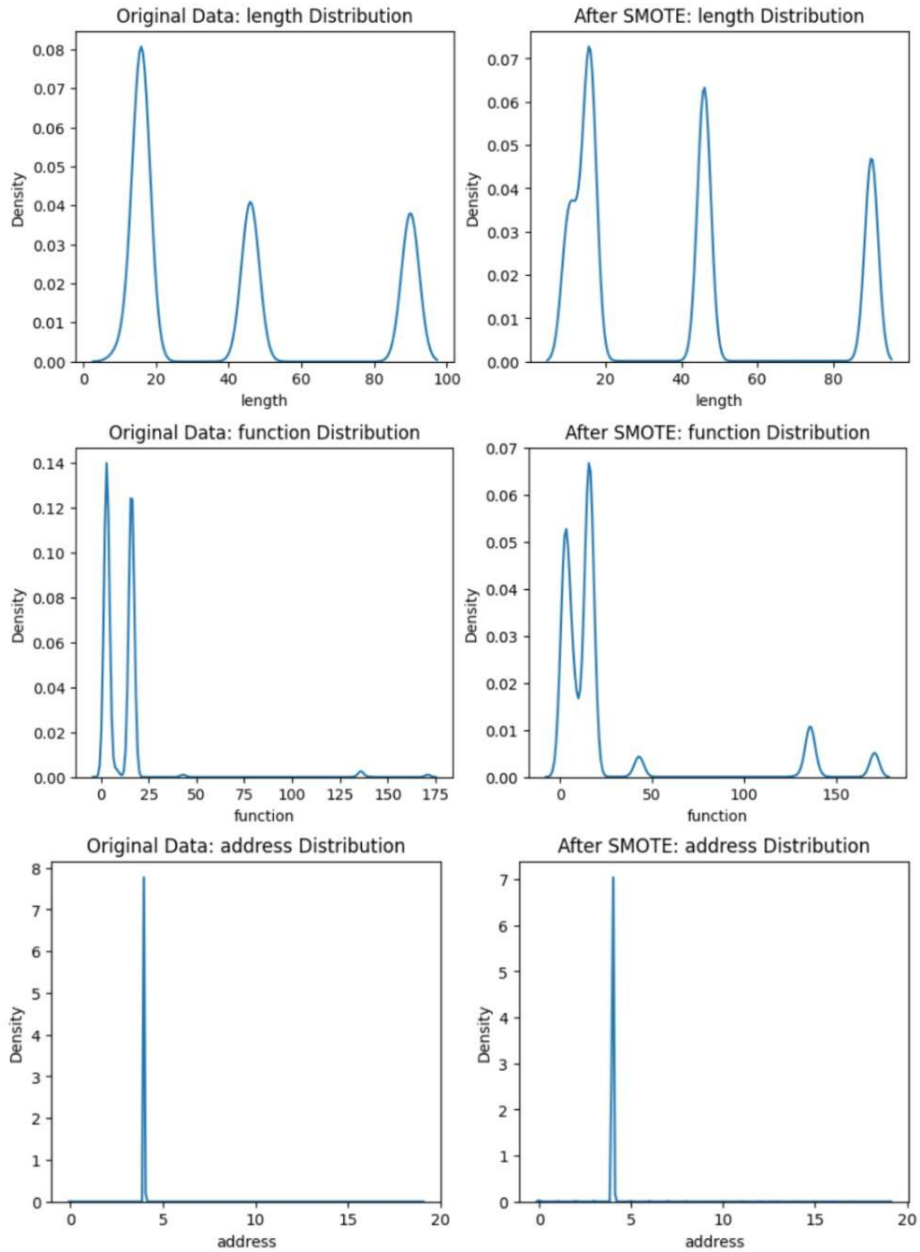 Original Data: length Distribution
After SMOTE: length Distribution
0.08
0.07
0.06
0.05
0.04
0.03
0.02
0.01
0.00
Density
0 20 40 60 80 100
length
0.07
0.06
0.05
0.04
0.03
0.02
0.01
0.00
Density
20 40 60 80
length
Original Data: function Distribution
After SMOTE: function Distribution
0.14
0.12
0.10
0.08
0.06
0.04
0.02
0.00
Density
0 25 50 75 100 125 150 175
function
0.07
0.06
0.05
0.04
0.03
0.02
0.01
0.00
Density
0 50 100 150
function
Original Data: address Distribution
After SMOTE: address Distribution
8
7
6
5
4
3
2
1
0
Density
0 5 10 15 20
address
7
6
5
4
3
2
1
0
Density
0 5 10 15 20
address